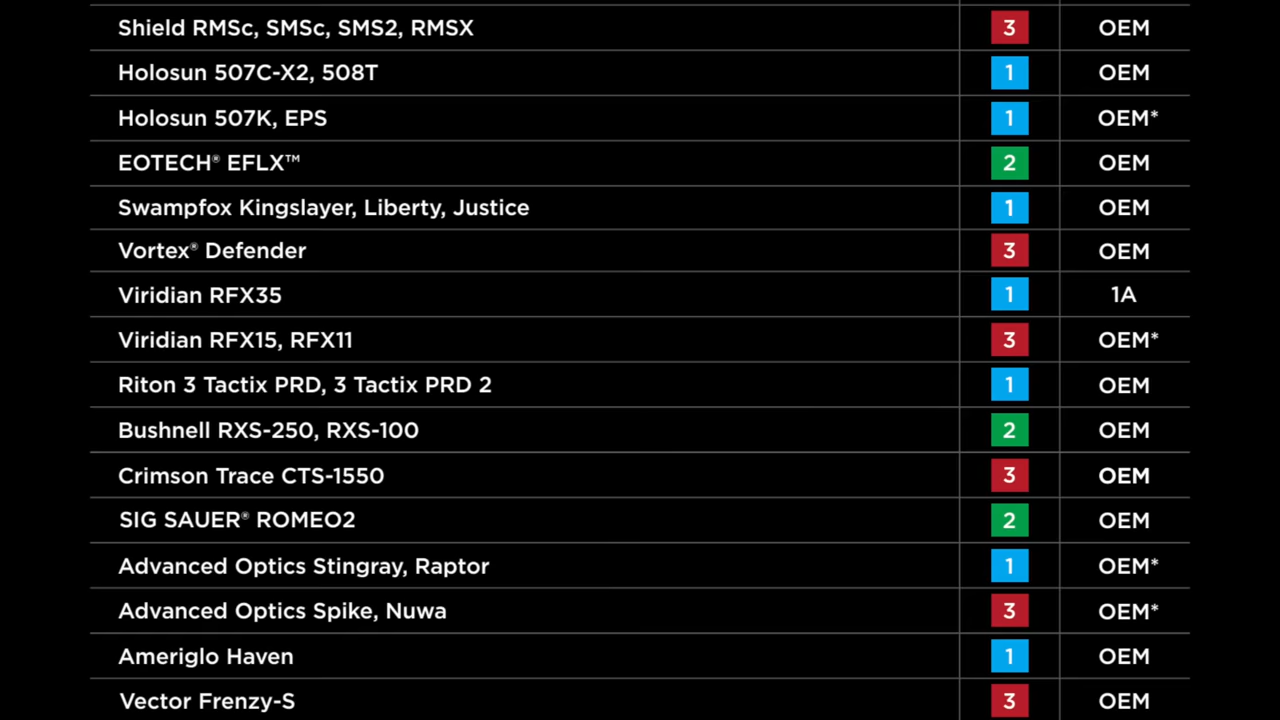 Shield RMSc, SMSc, SMS2, RMSX 3 OEM
Holosun 507C-X2, 508T 1 OEM
Holosun 507K, EPS 1 OEM*
EOTECH® EFLX™ 2 OEM
Swampfox Kingslayer, Liberty, Justice 1 OEM
Vortex® Defender 3 OEM
Viridian RFX35 1 1A
Viridian RFX15, RFX11 3 OEM*
Riton 3 Tactix PRD, 3 Tactix PRD 2 1 OEM
Bushnell RXS-250, RXS-100 2 OEM
Crimson Trace CTS-1550 3 OEM
SIG SAUER® ROMEO2 2 OEM
Advanced Optics Stingray, Raptor 1 OEM*
Advanced Optics Spike, Nuwa 3 OEM*
Ameriglo Haven 1 OEM
Vector Frenzy-S 3 OEM